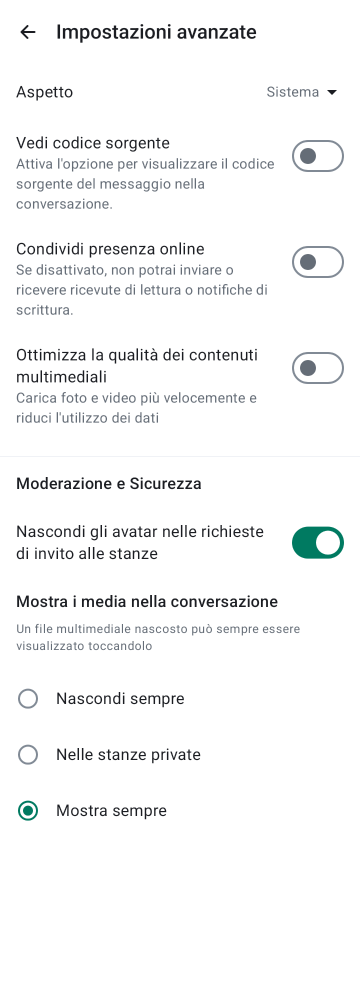 Impostazioni avanzate
Aspetto
Sistema
Vedi codice sorgente
Attiva l'opzione per visualizzare il codice
sorgente del messaggio nella
conversazione.
Condividi presenza online
Se disattivato, non potrai inviare o
ricevere ricevute di lettura o notifiche di
scrittura.
Ottimizza la qualità dei contenuti
multimediali
Carica foto e video più velocemente e
riduci l'utilizzo dei dati
Moderazione e Sicurezza
Nascondi gli avatar nelle richieste
di invito alle stanze
Mostra i media nella conversazione
Un file multimediale nascosto può sempre essere
visualizzato toccandolo
Nascondi sempre
Nelle stanze private
Mostra sempre